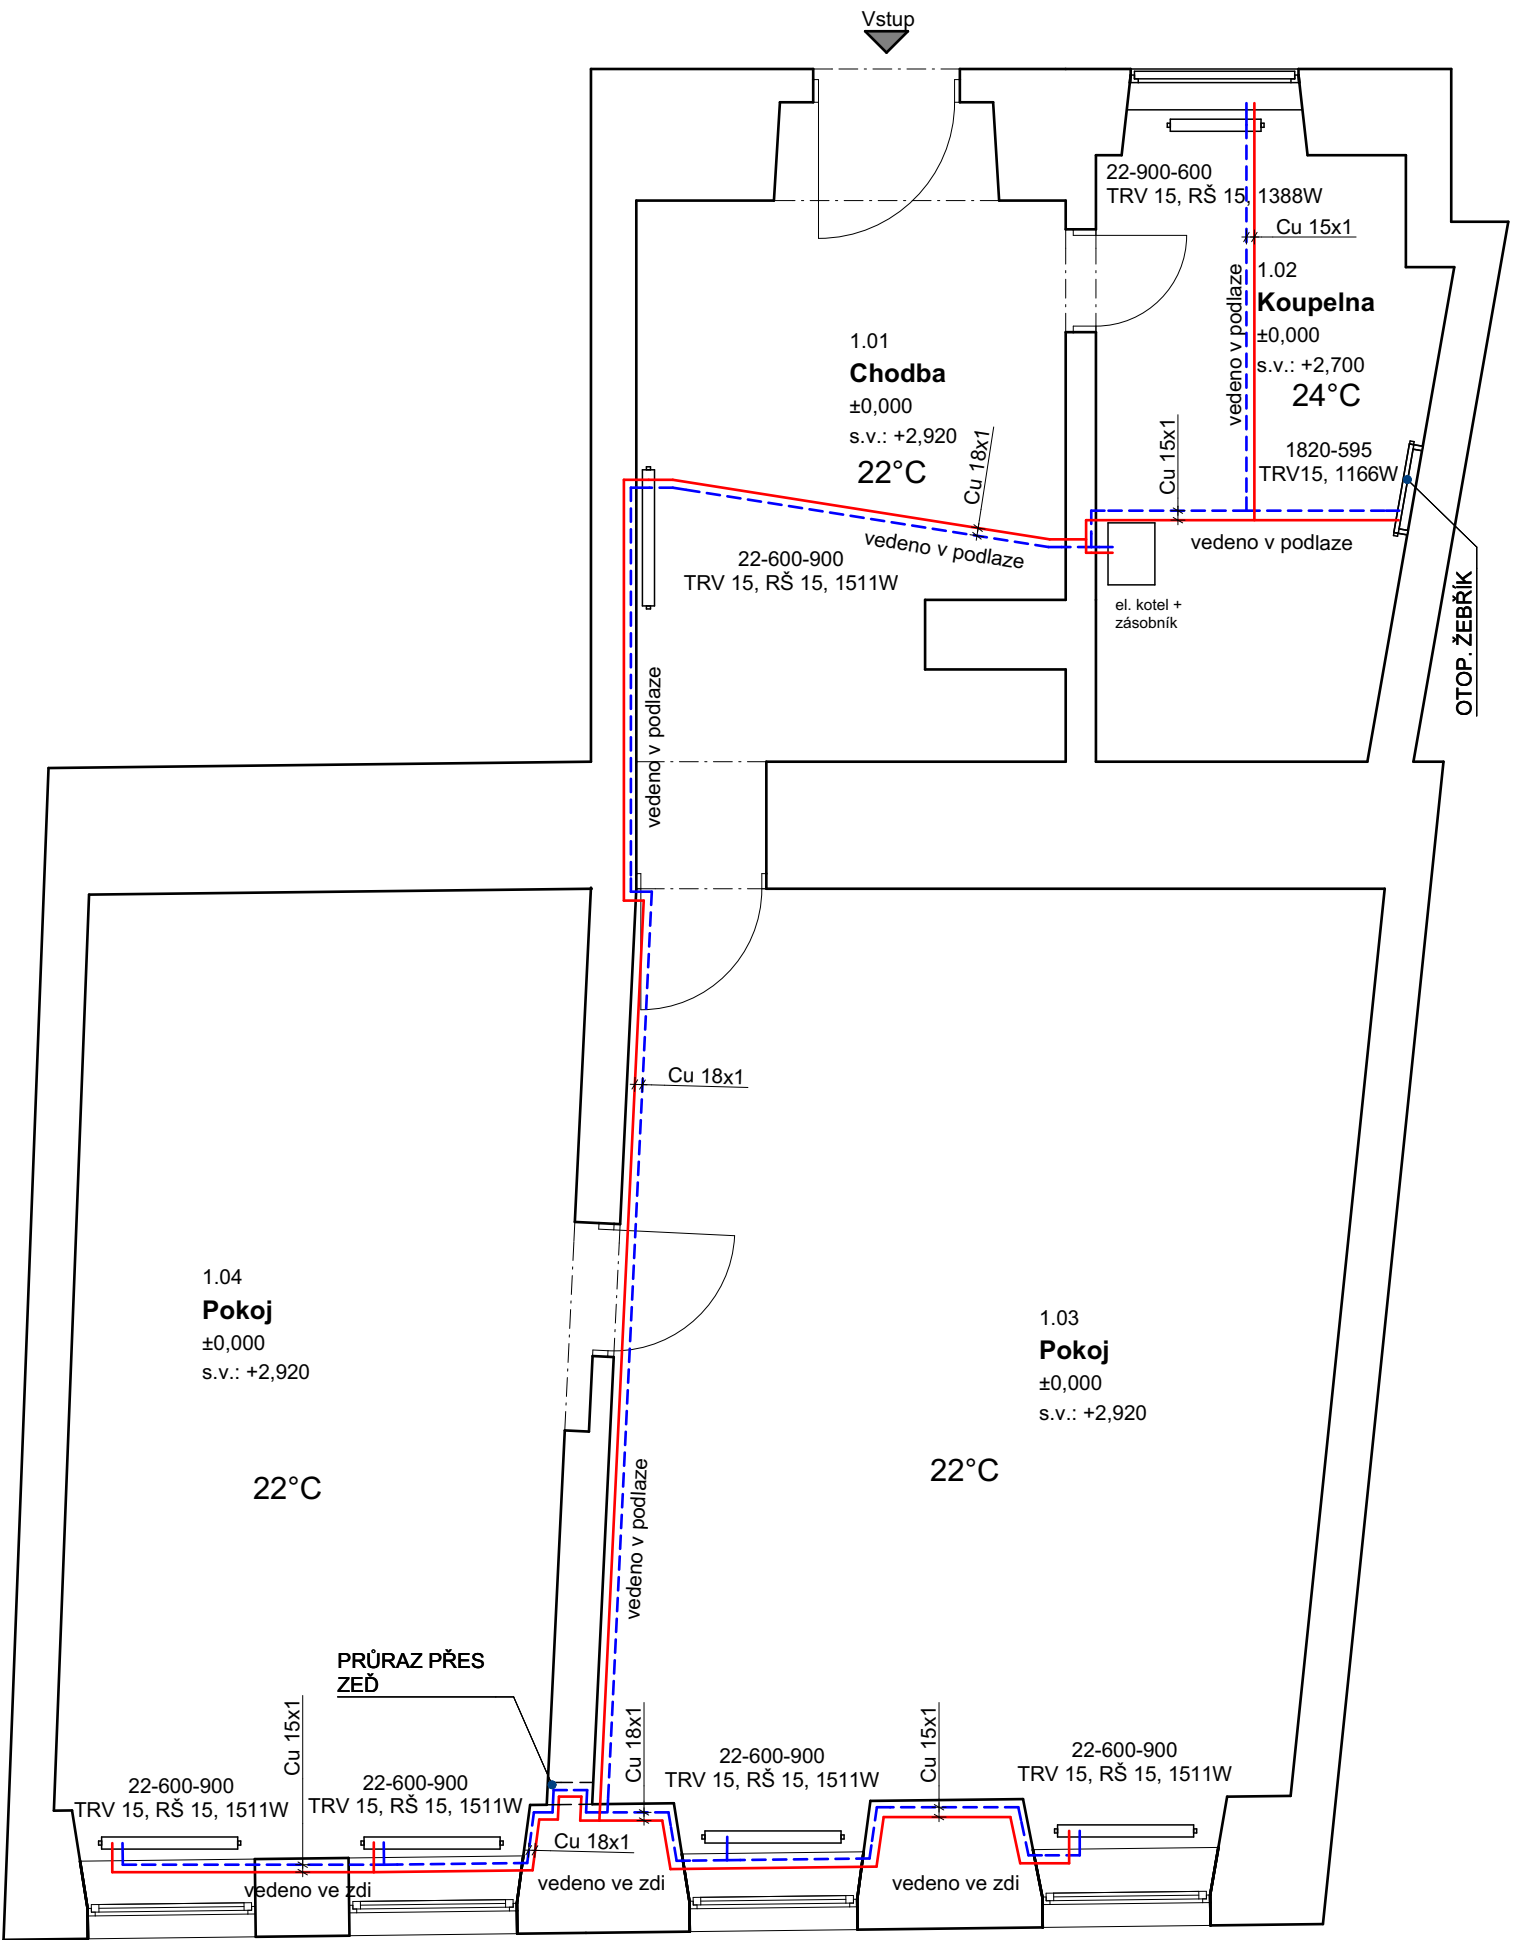 Vstup
22-900-600
TRV 15, RŠ 15, 1388W
Cu 15x1
vedeno v podlaze
1.02
Koupelna
±0,000
s.v.: +2,700
24°C
1.01
Chodba
±0,000
s.v.: +2,920
22°C
Cu 18x1
Cu 15x1
1820-595
TRV15, 1166W
vedeno v podlaze
vedeno v podlaze
22-600-900
TRV 15, RŠ 15, 1511W
el. kotel +
zásobník
OTOP. ŽEBŘÍK
vedeno v podlaze
Cu 18x1
1.04
Pokoj
±0,000
s.v.: +2,920
22°C
1.03
Pokoj
±0,000
s.v.: +2,920
22°C
vedeno v podlaze
PRŮRAZ PŘES
ZEĎ
Cu 15x1
Cu 18x1
Cu 15x1
22-600-900
TRV 15, RŠ 15, 1511W
22-600-900
TRV 15, RŠ 15, 1511W
22-600-900
TRV 15, RŠ 15, 1511W
22-600-900
TRV 15, RŠ 15, 1511W
Cu 18x1
vedeno ve zdi
vedeno ve zdi
vedeno ve zdi